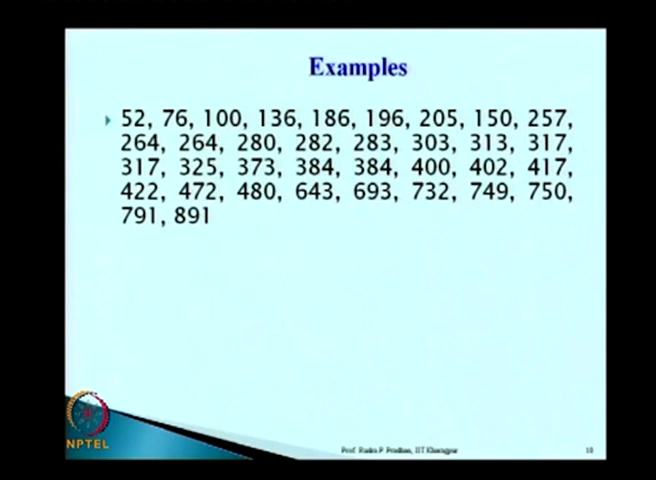 Examples
52, 76, 100, 136, 186, 196, 205, 150, 257,
264, 264, 280, 282, 283, 303, 313, 317,
317, 325, 373, 384, 384, 400, 402, 417,
422, 472, 480, 643, 693, 732, 749, 750,
791, 891
NPTEL
Prof. Rudra P. Pradhan, IIT Kharagpur
10